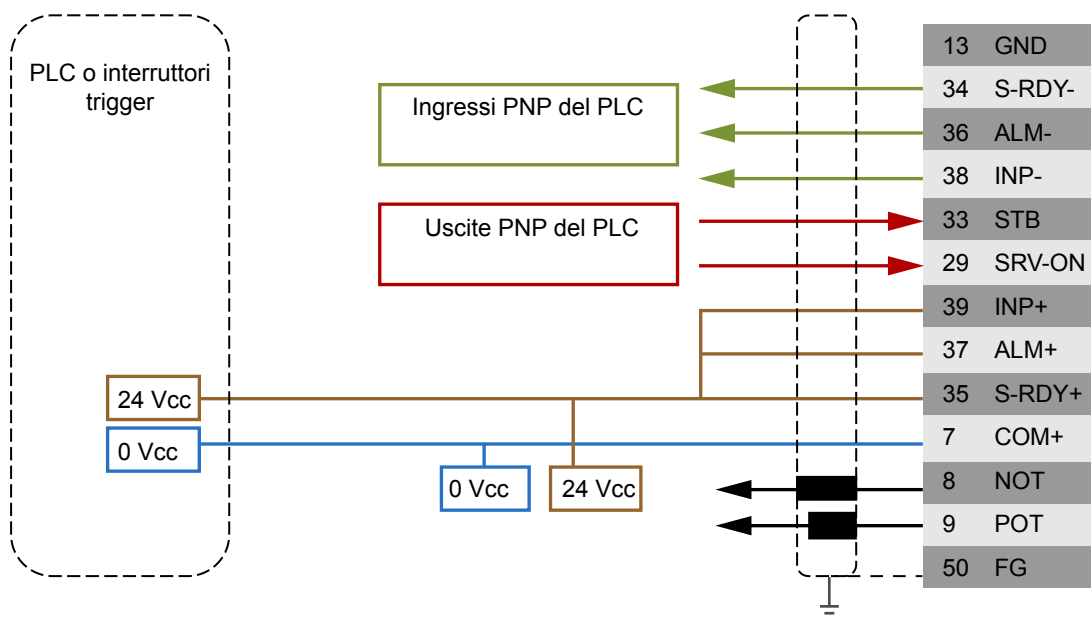 PLC o interruttori
trigger
Ingressi PNP del PLC
Uscite PNP del PLC
24 Vcc
0 Vcc
0 Vcc
24 Vcc
13 GND
34 S-RDY-
36 ALM-
38 INP-
33 STB
29 SRV-ON
39 INP+
37 ALM+
35 S-RDY+
7 COM+
8 NOT
9 POT
50 FG